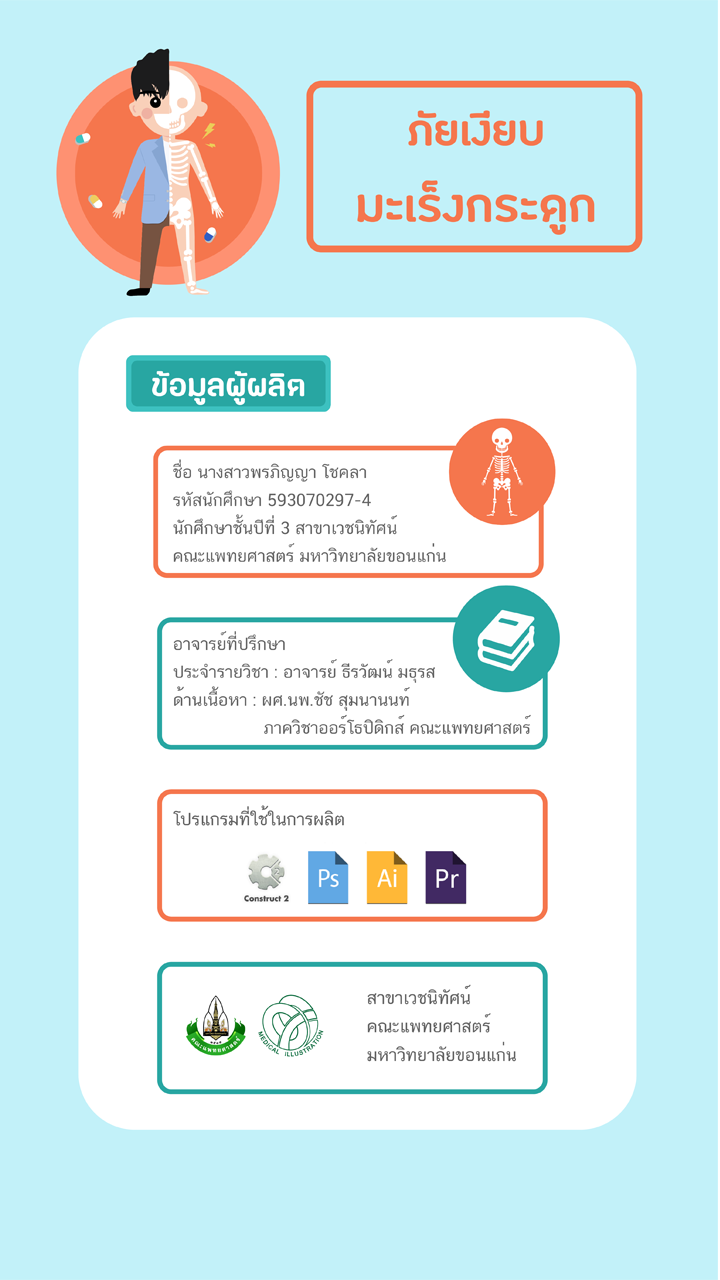 ภัยเงียบ
มะเร็งกระดูก
ข้อมูลผู้ผลิต
ชื่อ นางสาวพรภิญญา โชคลา
รหัสนักศึกษา 593070297-4
นักศึกษาชั้นปีที่ 3 สาขาเวชนิทัศน์
คณะแพทยศาสตร์ มหาวิทยาลัยขอนแก่น
อาจารย์ที่ปรึกษา
ประจำรายวิชา : อาจารย์ ธีรวัฒน์ มธุรส
ด้านเนื้อหา : ผศ.นพ.ชัช สุมนานนท์
ภาควิชาออร์โธปิดิกส์ คณะแพทยศาสตร์
โปรแกรมที่ใช้ในการผลิต
2
Construct 2
Ps
Ai
Pr
คณะแพทยศาสตร์
MEDICAL ILLUSTRATION
สาขาเวชนิทัศน์
คณะแพทยศาสตร์
มหาวิทยาลัยขอนแก่น